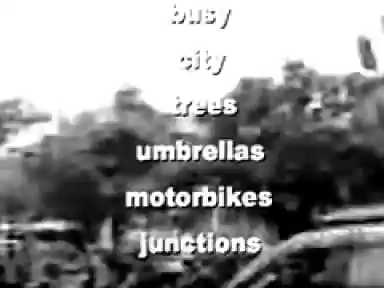 busy
city
trees
umbrellas
motorbikes
junctions